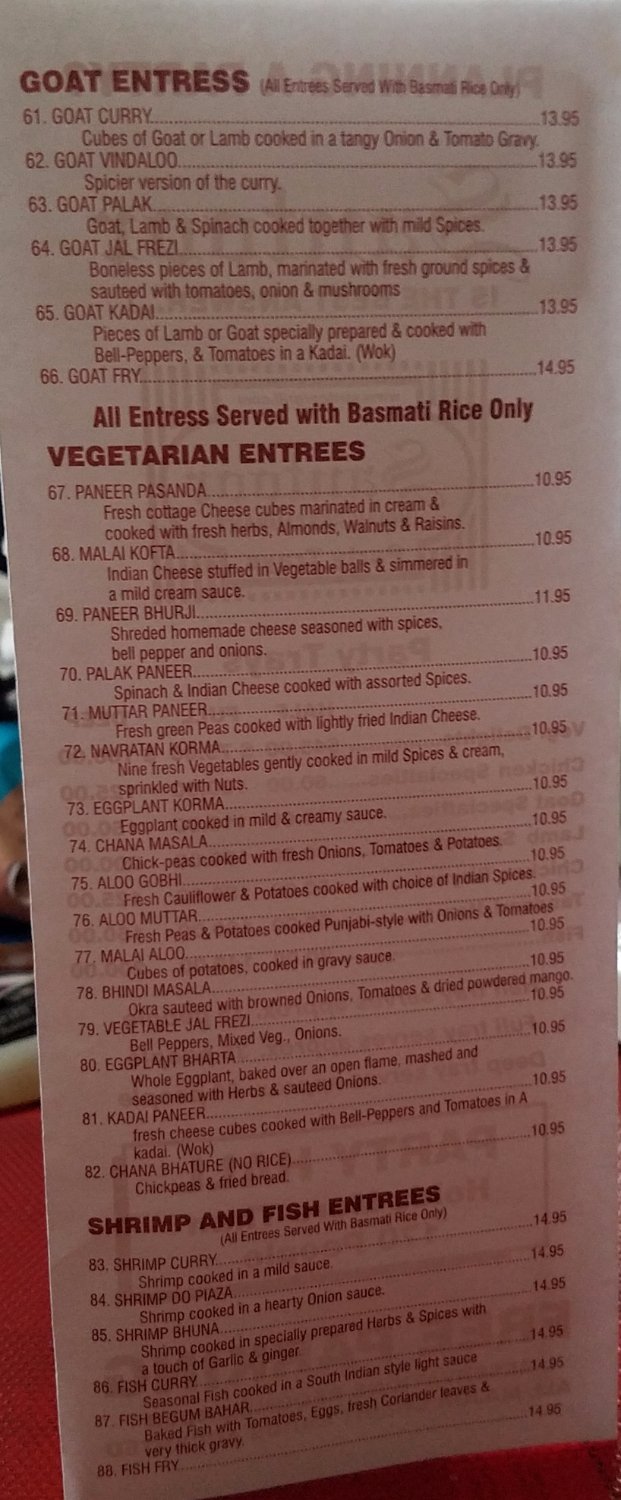 GOAT ENTRESS (All Entrees Served With Basmati Rice Only)
61. GOAT CURRY 13.95
Cubes of Goat or Lamb cooked in a tangy Onion & Tomato Gravy.
62. GOAT VINDALOO 13.95
Spicier version of the curry.
63. GOAT PALAK 13.95
Goat, Lamb & Spinach cooked together with mild Spices.
64. GOAT JAL FREZI 13.95
Boneless pieces of Lamb, marinated with fresh ground spices &
sauteed with tomatoes, onion & mushrooms
65. GOAT KADAI 13.95
Pieces of Lamb or Goat specially prepared & cooked with
Bell-Peppers, & Tomatoes in a Kadai. (Wok)
66. GOAT FRY 14.95
All Entress Served with Basmati Rice Only
VEGETARIAN ENTREES
67. PANEER PASANDA 10.95
Fresh cottage Cheese cubes marinated in cream &
cooked with fresh herbs, Almonds, Walnuts & Raisins.
68. MALAI KOFTA 10.95
Indian Cheese stuffed in Vegetable balls & simmered in
a mild cream sauce.
69. PANEER BHURJI 11.95
Shreded homemade cheese seasoned with spices,
bell pepper and onions.
70. PALAK PANEER 10.95
Spinach & Indian Cheese cooked with assorted Spices.
71. MUTTAR PANEER 10.95
Fresh green Peas cooked with lightly fried Indian Cheese.
72. NAVRATAN KORMA 10.95
Nine fresh Vegetables gently cooked in mild Spices & cream,
sprinkled with Nuts.
73. EGGPLANT KORMA 10.95
Eggplant cooked in mild & creamy sauce.
74. CHANA MASALA 10.95
Chick-peas cooked with fresh Onions, Tomatoes & Potatoes.
75. ALOO GOBHI 10.95
Fresh Cauliflower & Potatoes cooked with choice of Indian Spices.
76. ALOO MUTTAR 10.95
Fresh Peas & Potatoes cooked Punjabi-style with Onions & Tomatoes
77. MALAI ALOO 10.95
Cubes of potatoes, cooked in gravy sauce.
78. BHINDI MASALA 10.95
Okra sauteed with browned Onions, Tomatoes & dried powdered mango.
79. VEGETABLE JAL FREZI 10.95
Bell Peppers, Mixed Veg., Onions.
80. EGGPLANT BHARTA 10.95
Whole Eggplant, baked over an open flame, mashed and
seasoned with Herbs & sauteed Onions.
81. KADAI PANEER 10.95
fresh cheese cubes cooked with Bell-Peppers and Tomatoes in A
kadai. (Wok)
82. CHANA BHATURE (NO RICE) 10.95
Chickpeas & fried bread.
SHRIMP AND FISH ENTREES
(All Entrees Served With Basmati Rice Only)
83. SHRIMP CURRY 14.95
Shrimp cooked in a mild sauce.
84. SHRIMP DO PIAZA 14.95
Shrimp cooked in a hearty Onion sauce.
85. SHRIMP BHUNA 14.95
Shrimp cooked in specially prepared Herbs & Spices with
a touch of Garlic & ginger.
86. FISH CURRY 14.95
Seasonal Fish cooked in a South Indian style light sauce
87. FISH BEGUM BAHAR 14.95
Baked Fish with Tomatoes, Eggs, fresh Coriander leaves &
very thick gravy.
88. FISH FRY 14.95